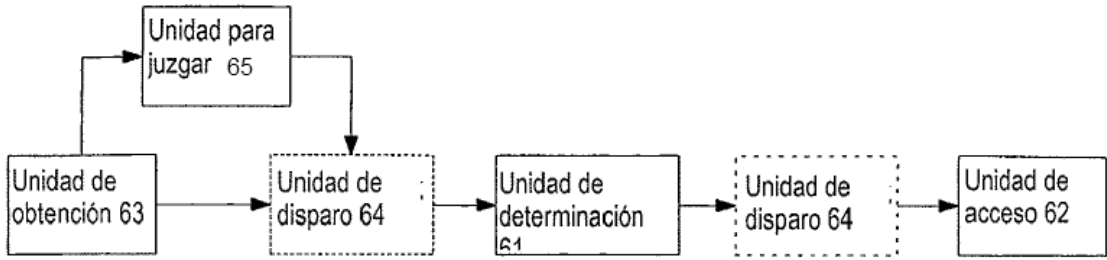 Unidad para
juzgar 65
Unidad de
obtención 63
Unidad de
disparo 64
Unidad de
determinación
61
Unidad de
disparo 64
Unidad de
acceso 62